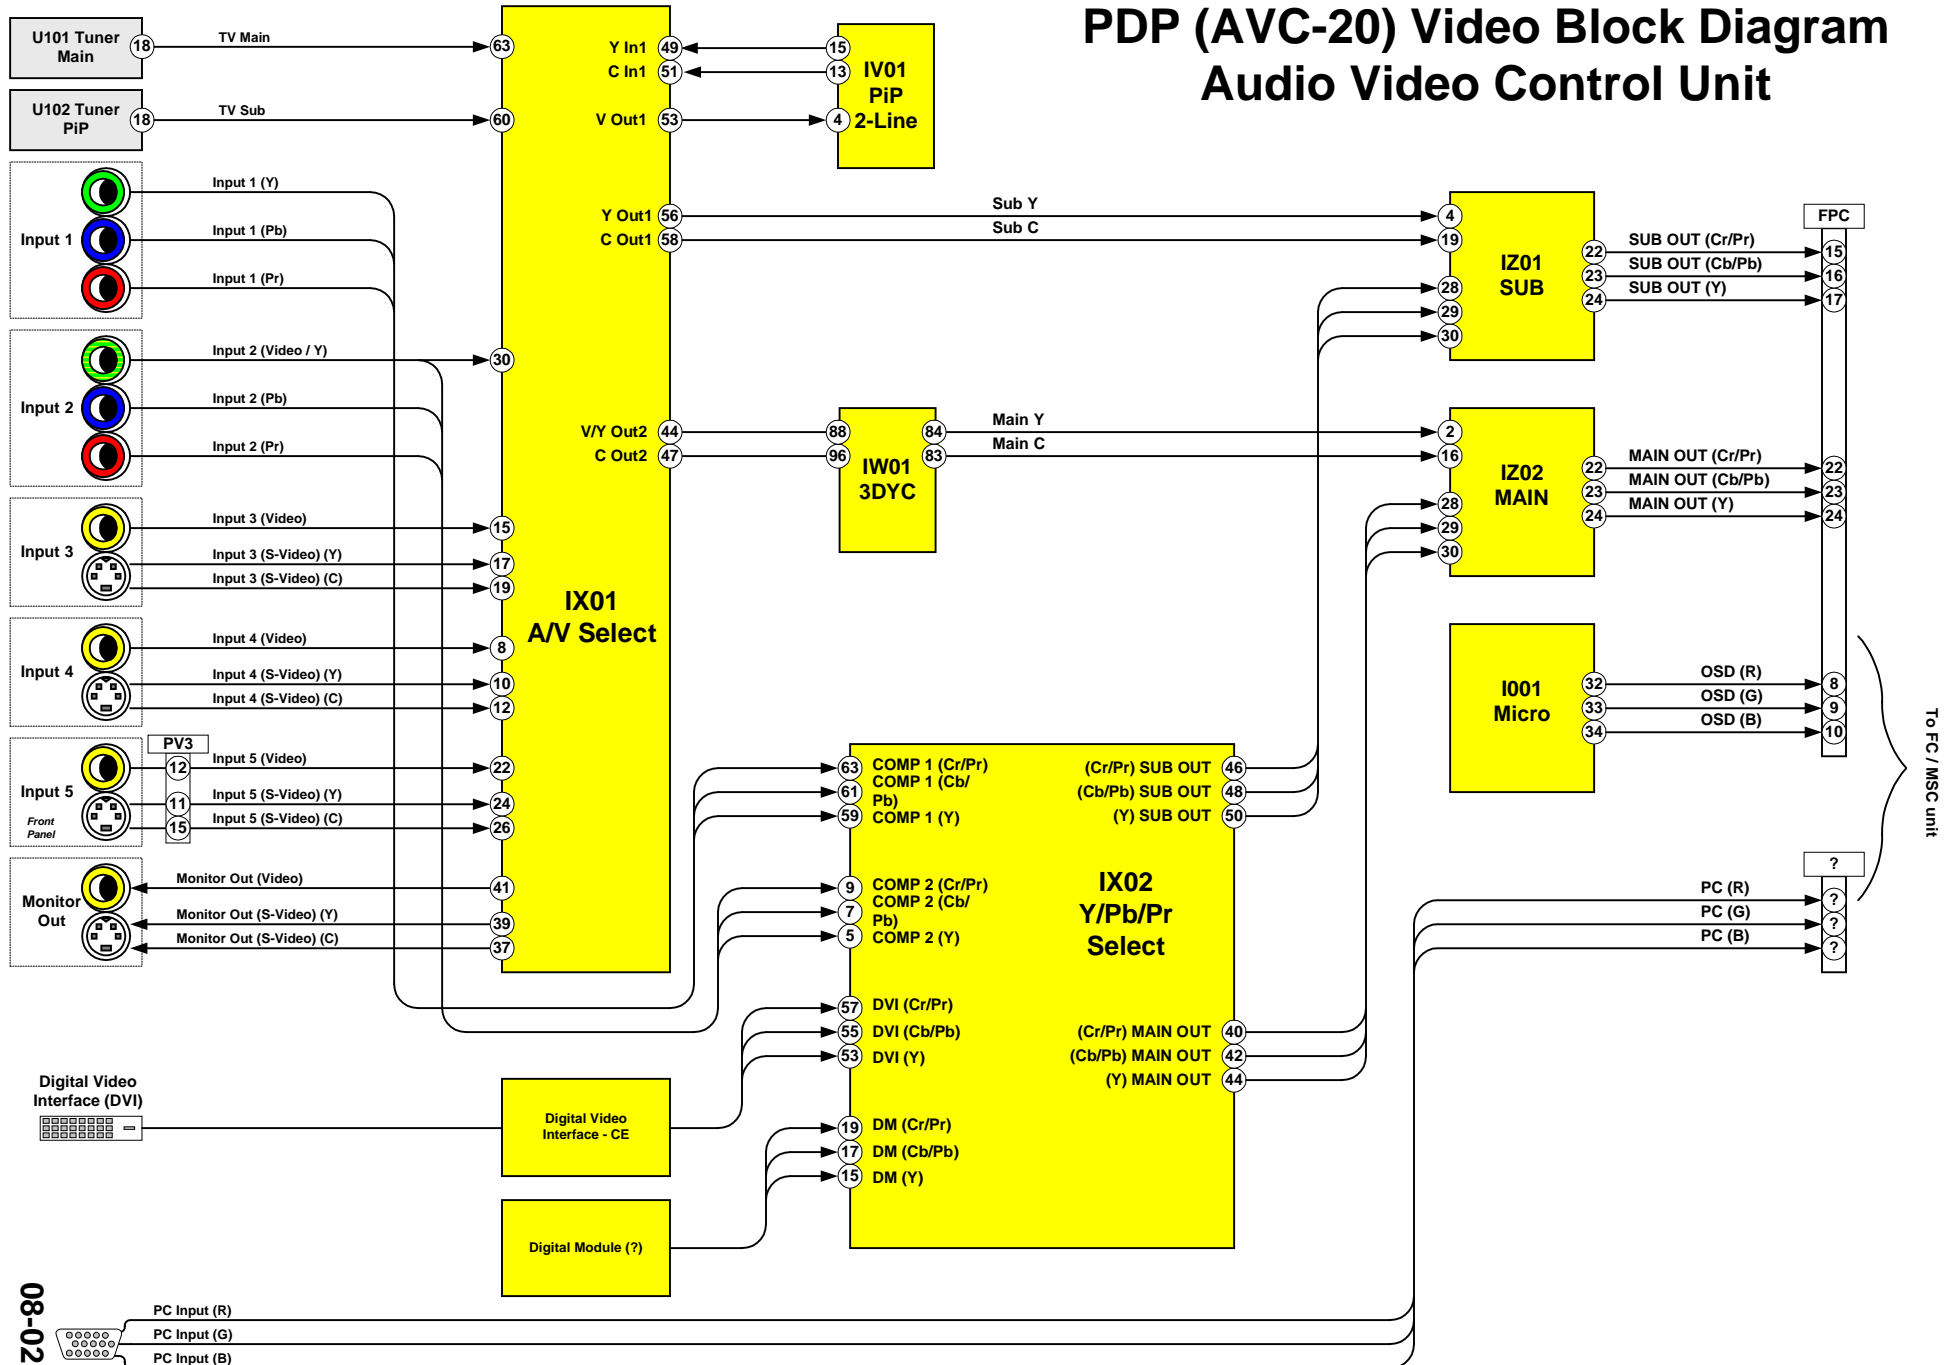 PDP (AVC-20) Video Block Diagram
Audio Video Control Unit
U101 Tuner
Main
18
TV Main
63
U102 Tuner
PiP
18
TV Sub
60
Input 1
Input 1 (Y)
Input 1 (Pb)
Input 1 (Pr)
Input 2
Input 2 (Video / Y)
30
Input 2 (Pb)
Input 2 (Pr)
Input 3
Input 3 (Video)
15
Input 3 (S-Video) (Y)
17
Input 3 (S-Video) (C)
19
Input 4
Input 4 (Video)
8
Input 4 (S-Video) (Y)
10
Input 4 (S-Video) (C)
12
Input 5
Front
Panel
PV3
12
Input 5 (Video)
22
11
Input 5 (S-Video) (Y)
24
15
Input 5 (S-Video) (C)
26
Monitor
Out
Monitor Out (Video)
41
Monitor Out (S-Video) (Y)
39
Monitor Out (S-Video) (C)
37
IX01
A/V Select
Y In1
49
C In1
51
V Out1
53
Y Out1
56
C Out1
58
V/Y Out2
44
C Out2
47
15
13
4
IV01
PiP
2-Line
Sub Y
Sub C
88
96
IW01
3DYC
84
83
Main Y
Main C
4
19
28
29
30
IZ01
SUB
22
SUB OUT (Cr/Pr)
23
SUB OUT (Cb/Pb)
24
SUB OUT (Y)
FPC
15
16
17
2
16
28
29
30
IZ02
MAIN
22
MAIN OUT (Cr/Pr)
22
23
MAIN OUT (Cb/Pb)
23
24
MAIN OUT (Y)
24
I001
Micro
32
OSD (R)
8
33
OSD (G)
9
34
OSD (B)
10
To FC / MSC unit
63
COMP 1 (Cr/Pr)
61
COMP 1 (Cb/
Pb)
59
COMP 1 (Y)
9
COMP 2 (Cr/Pr)
7
COMP 2 (Cb/
Pb)
5
COMP 2 (Y)
57
DVI (Cr/Pr)
55
DVI (Cb/Pb)
53
DVI (Y)
19
DM (Cr/Pr)
17
DM (Cb/Pb)
15
DM (Y)
IX02
Y/Pb/Pr
Select
(Cr/Pr) SUB OUT
46
(Cb/Pb) SUB OUT
48
(Y) SUB OUT
50
(Cr/Pr) MAIN OUT
40
(Cb/Pb) MAIN OUT
42
(Y) MAIN OUT
44
?
PC (R)
?
PC (G)
?
PC (B)
?
Digital Video
Interface (DVI)
Digital Video
Interface - CE
Digital Module (?)
08-02
PC Input (R)
PC Input (G)
PC Input (B)